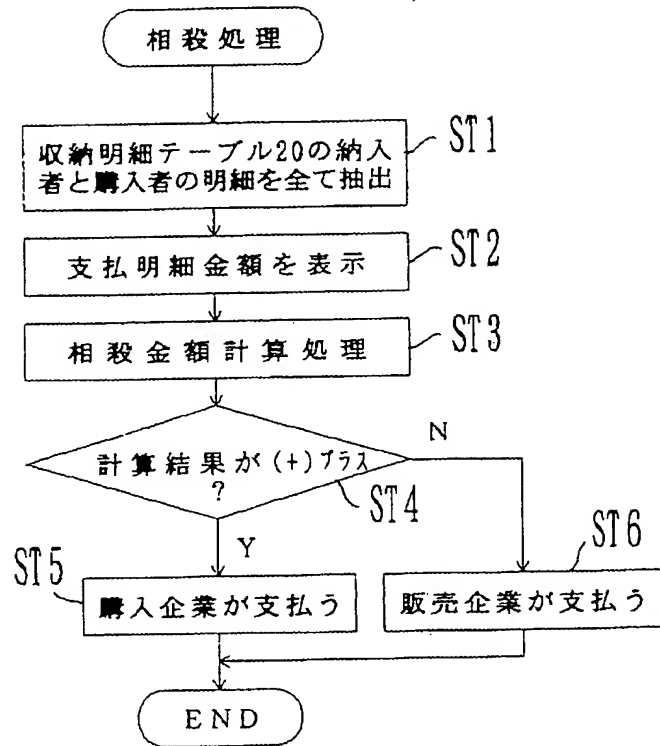 相殺処理
収納明細テーブル20の納入
者と購入者の明細を全て抽出
ST1
支払明細金額を表示
ST2
相殺金額計算処理
ST3
計算結果が(+)プラス
?
ST4
N
Y
ST5
購入企業が支払う
ST6
販売企業が支払う
END